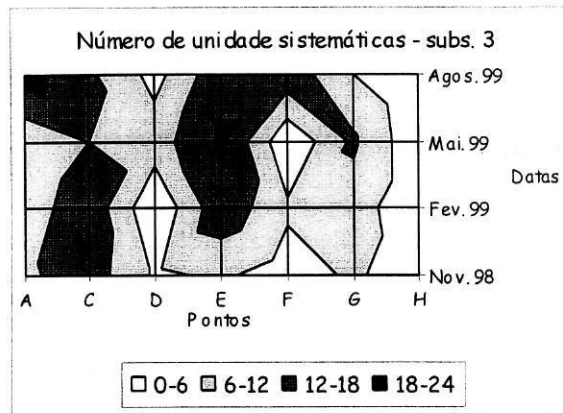 Número de unidade sistemáticas - subs. 3
Agos.99
Mai.99
Datas
Fev.99
Nov.98
A C D E F G H
Pontos
0-6 6-12 12-18 18-24